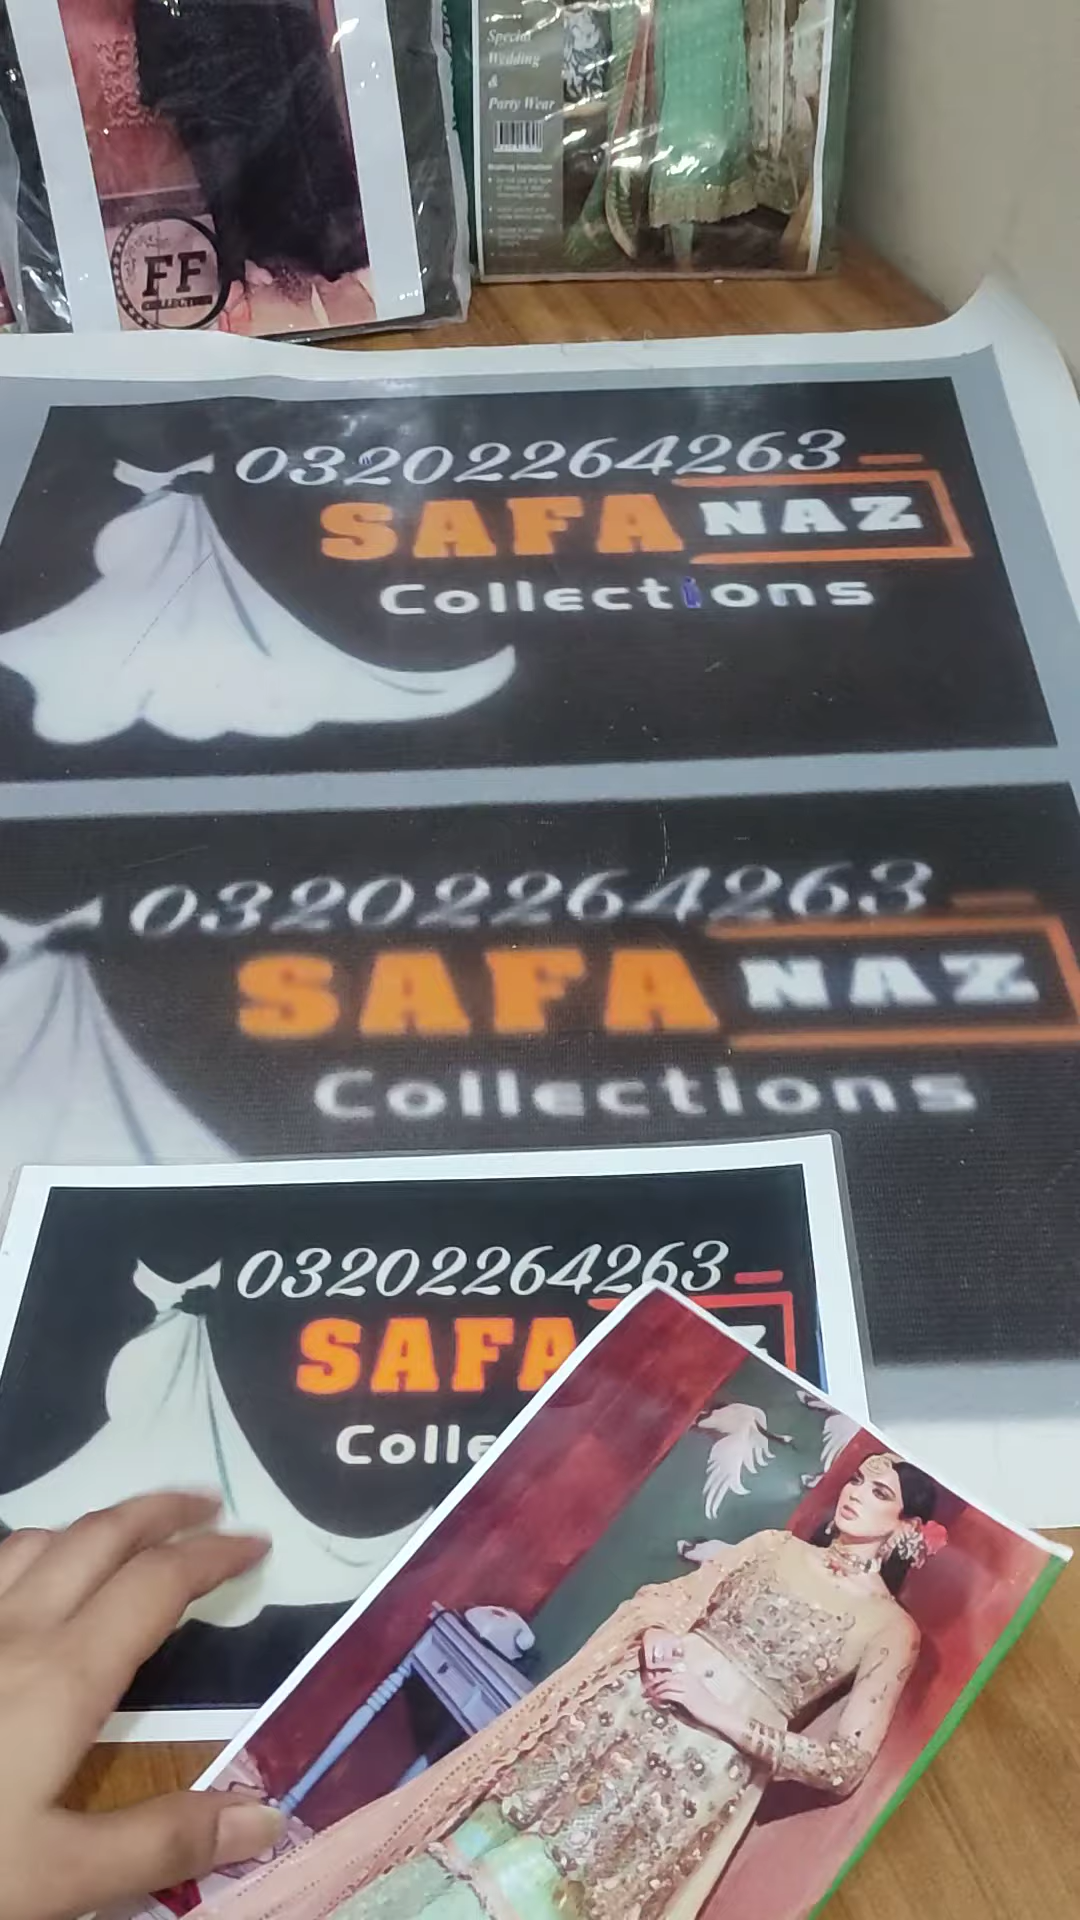 Special
Wedding
&
Party Wear
FF
COLLECTION
03202264263
SAFA NAZ
Collections
03202264263
SAFA NAZ
Collections
03202264263
SAFA
Colle